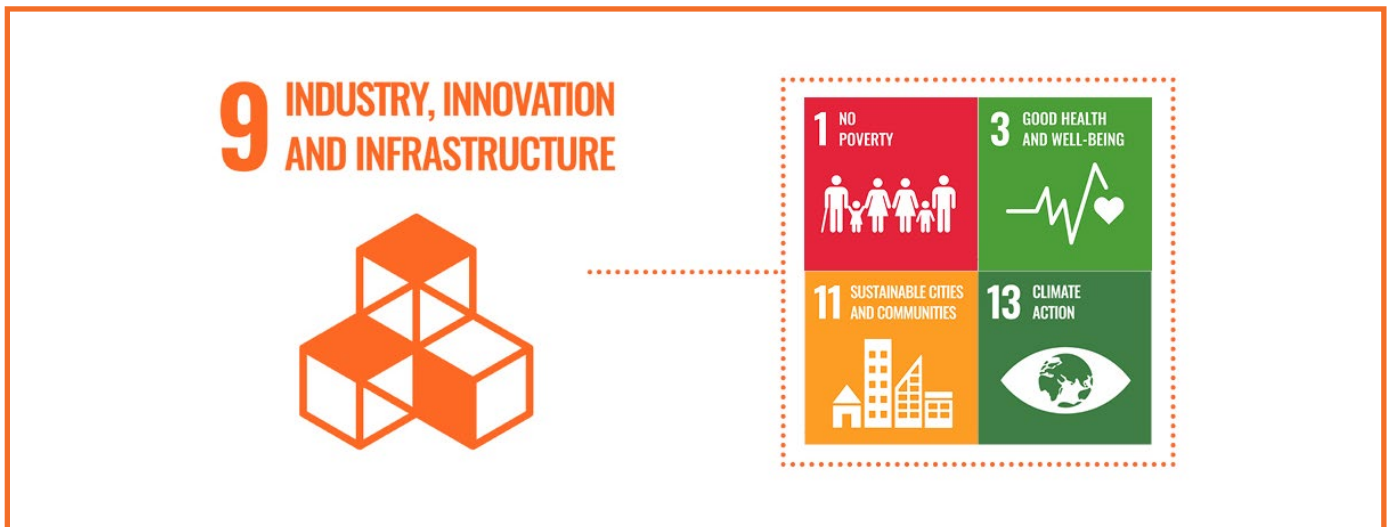 9 INDUSTRY, INNOVATION
AND INFRASTRUCTURE
1 NO
POVERTY
3 GOOD HEALTH
AND WELL-BEING
11 SUSTAINABLE CITIES
AND COMMUNITIES
13 CLIMATE
ACTION